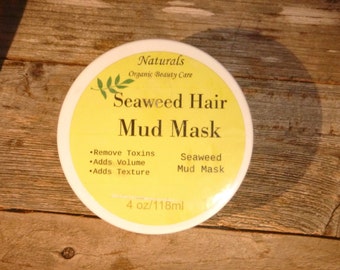 Naturals
Organic Beauty Care
Seaweed Hair
Mud Mask
•Remove Toxins
•Adds Volume
•Adds Texture
Seaweed
Mud Mask
4 oz/118ml